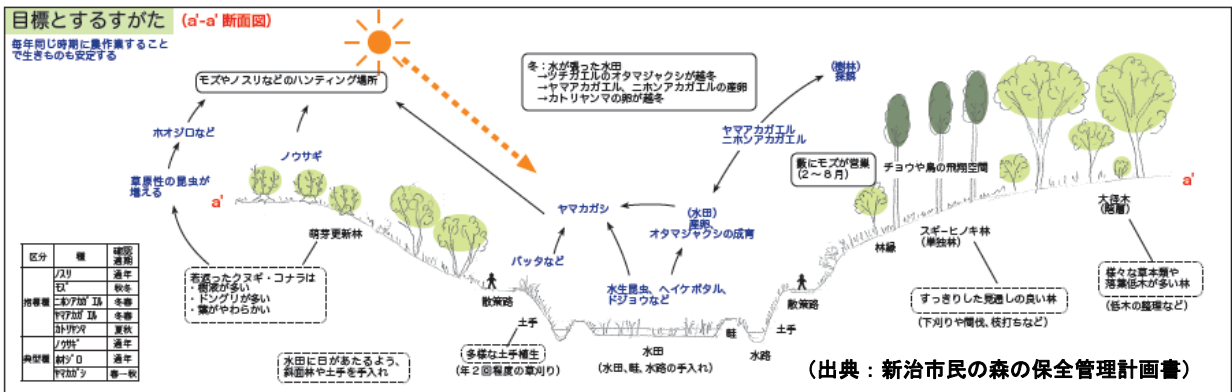 目標とするすがた (a'-a' 断面図)
毎年同じ時期に農作業すること
で生きものも安定する
モズやノスリなどのハンティング場所
冬：水が張った水田
→ツチガエルのオタマジャクシが越冬
→ヤマアカガエル、ニホンアカガエルの産卵
→カトリヤンマの卵が越冬
(樹林)
採餌
ホオジロなど
ノウサギ
草原性の昆虫が
増える
a'
萌芽更新林
ヤマアカガエル
ニホンアカガエル
藪にモズが営巣
(2～8月)
チョウや鳥の飛翔空間
a'
ヤマカガシ
(水田)
産卵、
オタマジャクシの成育
バッタなど
水生昆虫、ヘイケボタル、
ドジョウなど
林縁
スギーヒノキ林
(単独林)
大径木
(階層)
若返ったクヌギ・コナラは
・樹液が多い
・ドングリが多い
・葉がやわらかい
散策路
土手
水田
(水田、畦、水路の手入れ)
畦
水路
土手
散策路
すっきりした見通しの良い林
(下刈りや間伐、枝打ちなど)
様々な草本類や
落葉低木が多い林
(低木の整理など)
水田に日があたるよう、
斜面林や土手を手入れ
多様な土手植生
(年2回程度の草刈り)
区分 種 確認適期
指標種 ノスリ 通年
モズ 秋冬
ニホンアカガエル 冬春
ヤマアカガエル 冬春
カトリヤンマ 夏秋
典型種 ノウサギ 通年
ホオジロ 通年
ヤマカガシ 春ー秋
(出典：新治市民の森の保全管理計画書)